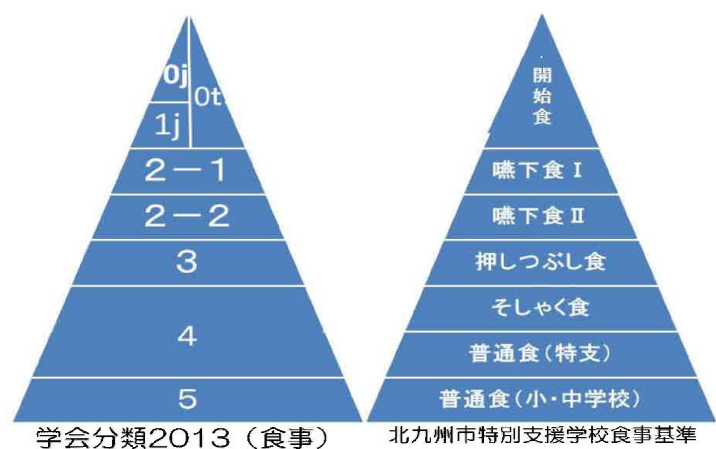 0j
0t
1j
2-1
2-2
3
4
5
学会分類2013(食事)
開始食
嚥下食Ⅰ
嚥下食Ⅱ
押しつぶし食
そしゃく食
普通食(特支)
普通食(小・中学校)
北九州市特別支援学校食事基準